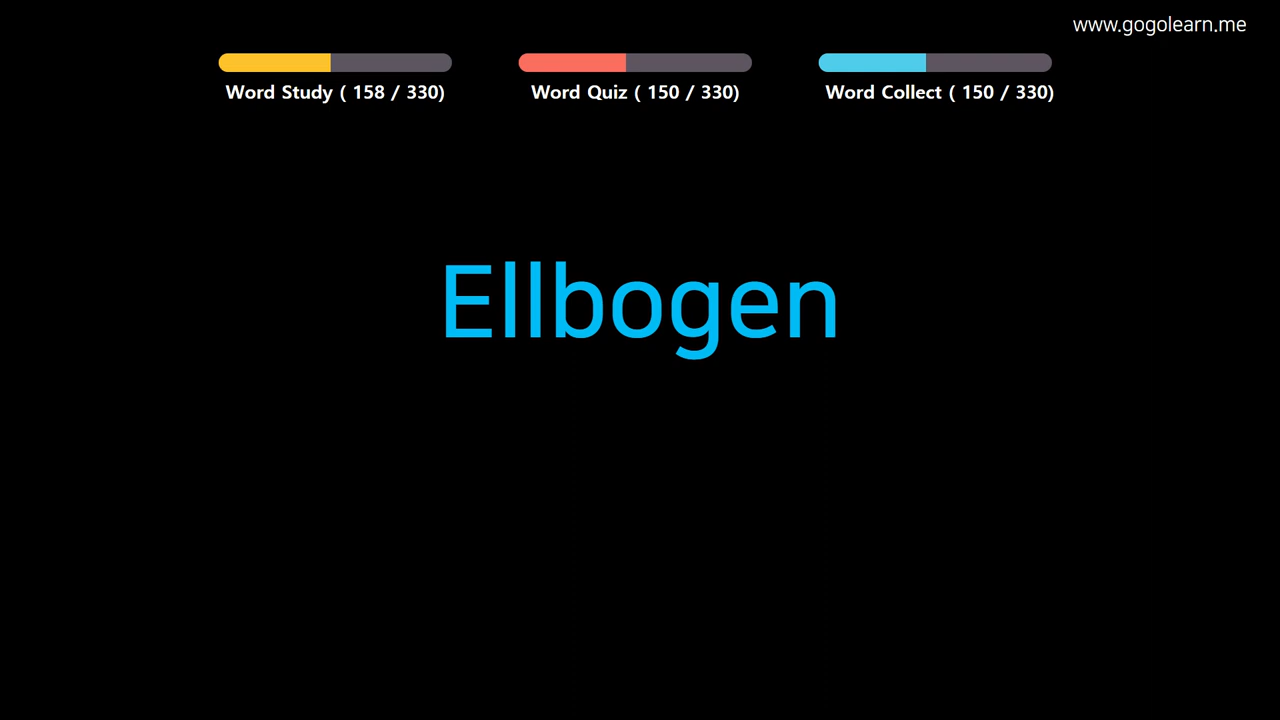 www.gogolearn.me
Word Study ( 158 / 330)
Word Quiz ( 150 / 330)
Word Collect ( 150 / 330)
Ellbogen